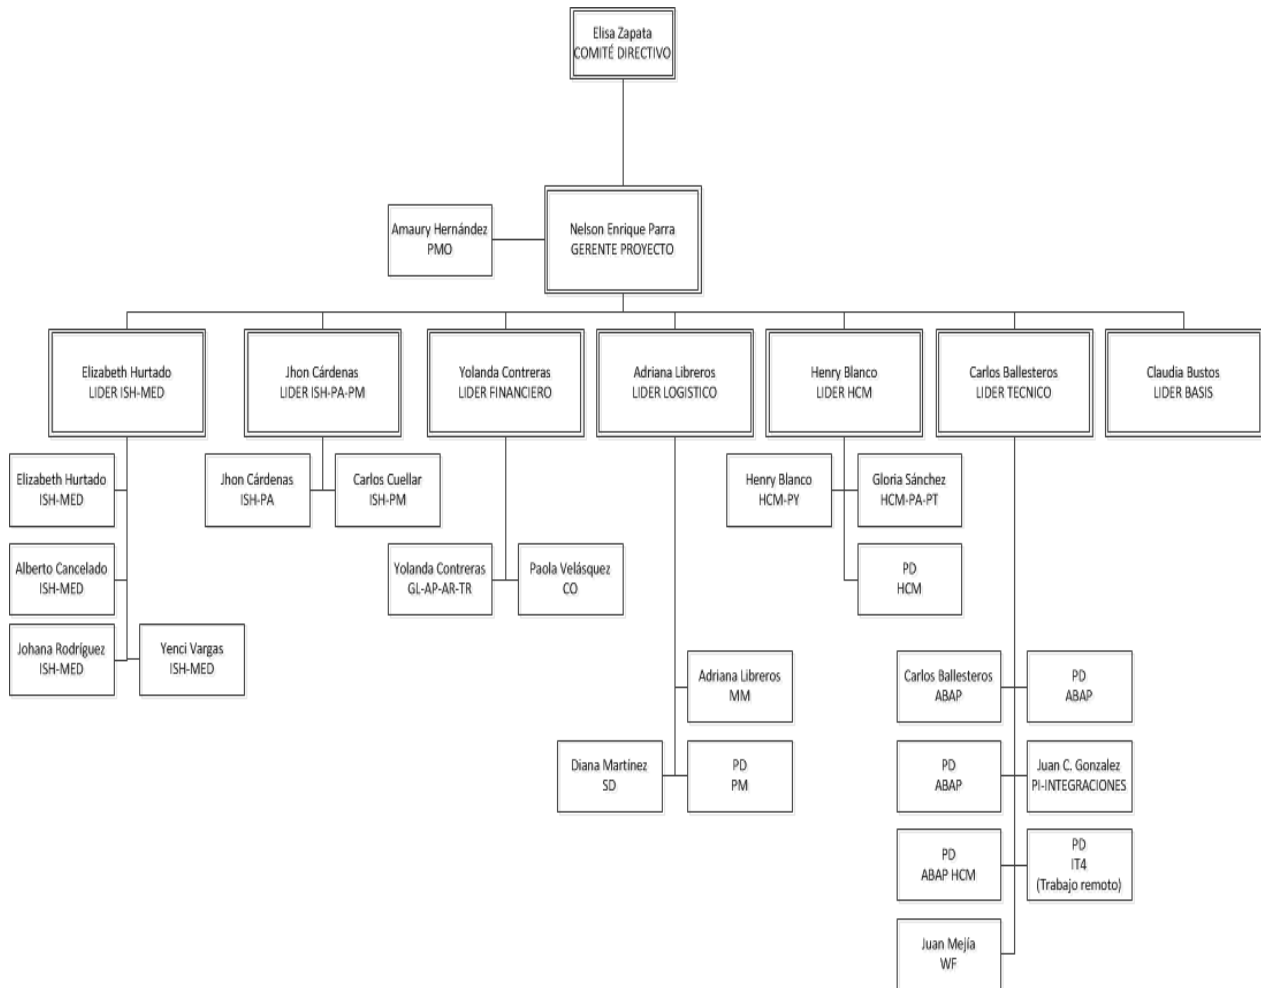 Elisa Zapata
COMITÉ DIRECTIVO
Amaury Hernández
PMO
Nelson Enrique Parra
GERENTE PROYECTO
Elizabeth Hurtado
LIDER ISH-MED
Jhon Cárdenas
LIDER ISH-PA-PM
Yolanda Contreras
LIDER FINANCIERO
Adriana Libreros
LIDER LOGISTICO
Henry Blanco
LIDER HCM
Carlos Ballesteros
LIDER TECNICO
Claudia Bustos
LIDER BASIS
Elizabeth Hurtado
ISH-MED
Alberto Cancelado
ISH-MED
Johana Rodríguez
ISH-MED
Yenci Vargas
ISH-MED
Jhon Cárdenas
ISH-PA
Carlos Cuellar
ISH-PM
Yolanda Contreras
GL-AP-AR-TR
Paola Velásquez
CO
Adriana Libreros
MM
Diana Martínez
SD
PD
PM
Henry Blanco
HCM-PY
Gloria Sánchez
HCM-PA-PT
PD
HCM
Carlos Ballesteros
ABAP
PD
ABAP
PD
ABAP
Juan C. Gonzalez
PI-INTEGRACIONES
PD
ABAP HCM
PD
IT4
(Trabajo remoto)
Juan Mejía
WF